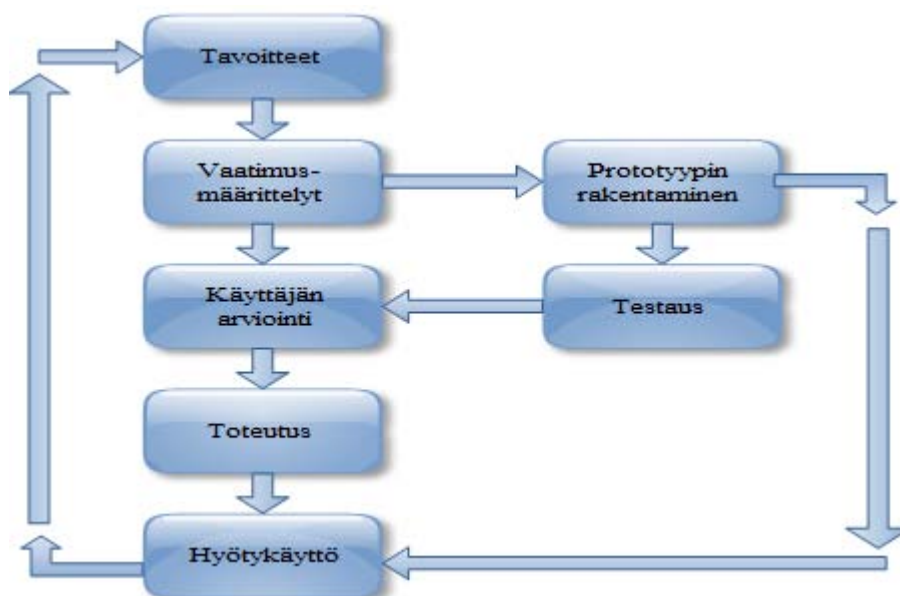 Tavoitteet
Vaatimus-
määrittelyt
Prototyypin
rakentaminen
Käyttäjän
arviointi
Testaus
Toteutus
Hyötykäyttö